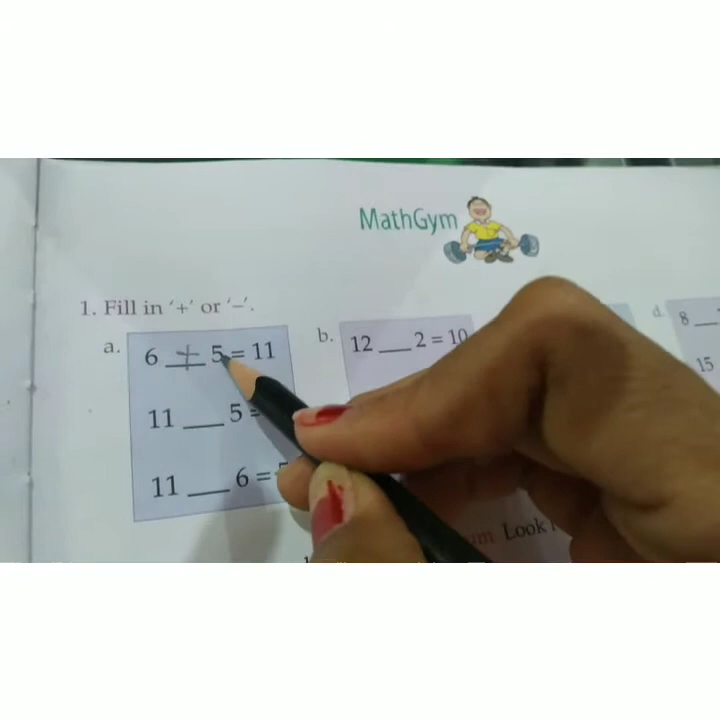 MathGym
1. Fill in ‘+’ or ‘–’.
a. 6 + 5 = 11
11 ___ 5 =
11 ___ 6 =
b. 12 ___ 2 = 10
d. 8 ___
15
Look